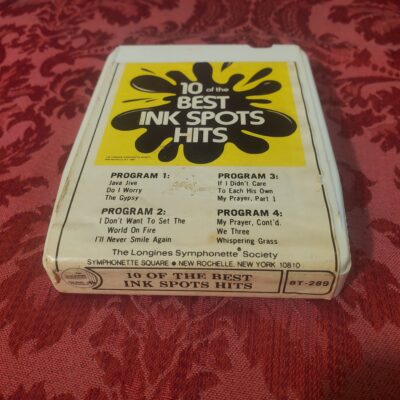 10 of the
BEST
INK SPOTS
HITS
PROGRAM 1:
Java Jive
Do I Worry
The Gypsy
PROGRAM 2:
I Don't Want To Set The
World On Fire
I'll Never Smile Again
PROGRAM 3:
If I Didn't Care
To Each His Own
My Prayer, Part 1
PROGRAM 4:
My Prayer, Cont'd.
We Three
Whispering Grass
The Longines Symphonette® Society
SYMPHONETTE SQUARE ● NEW ROCHELLE, NEW YORK 10810
10 OF THE BEST
INK SPOTS HITS
8T-289